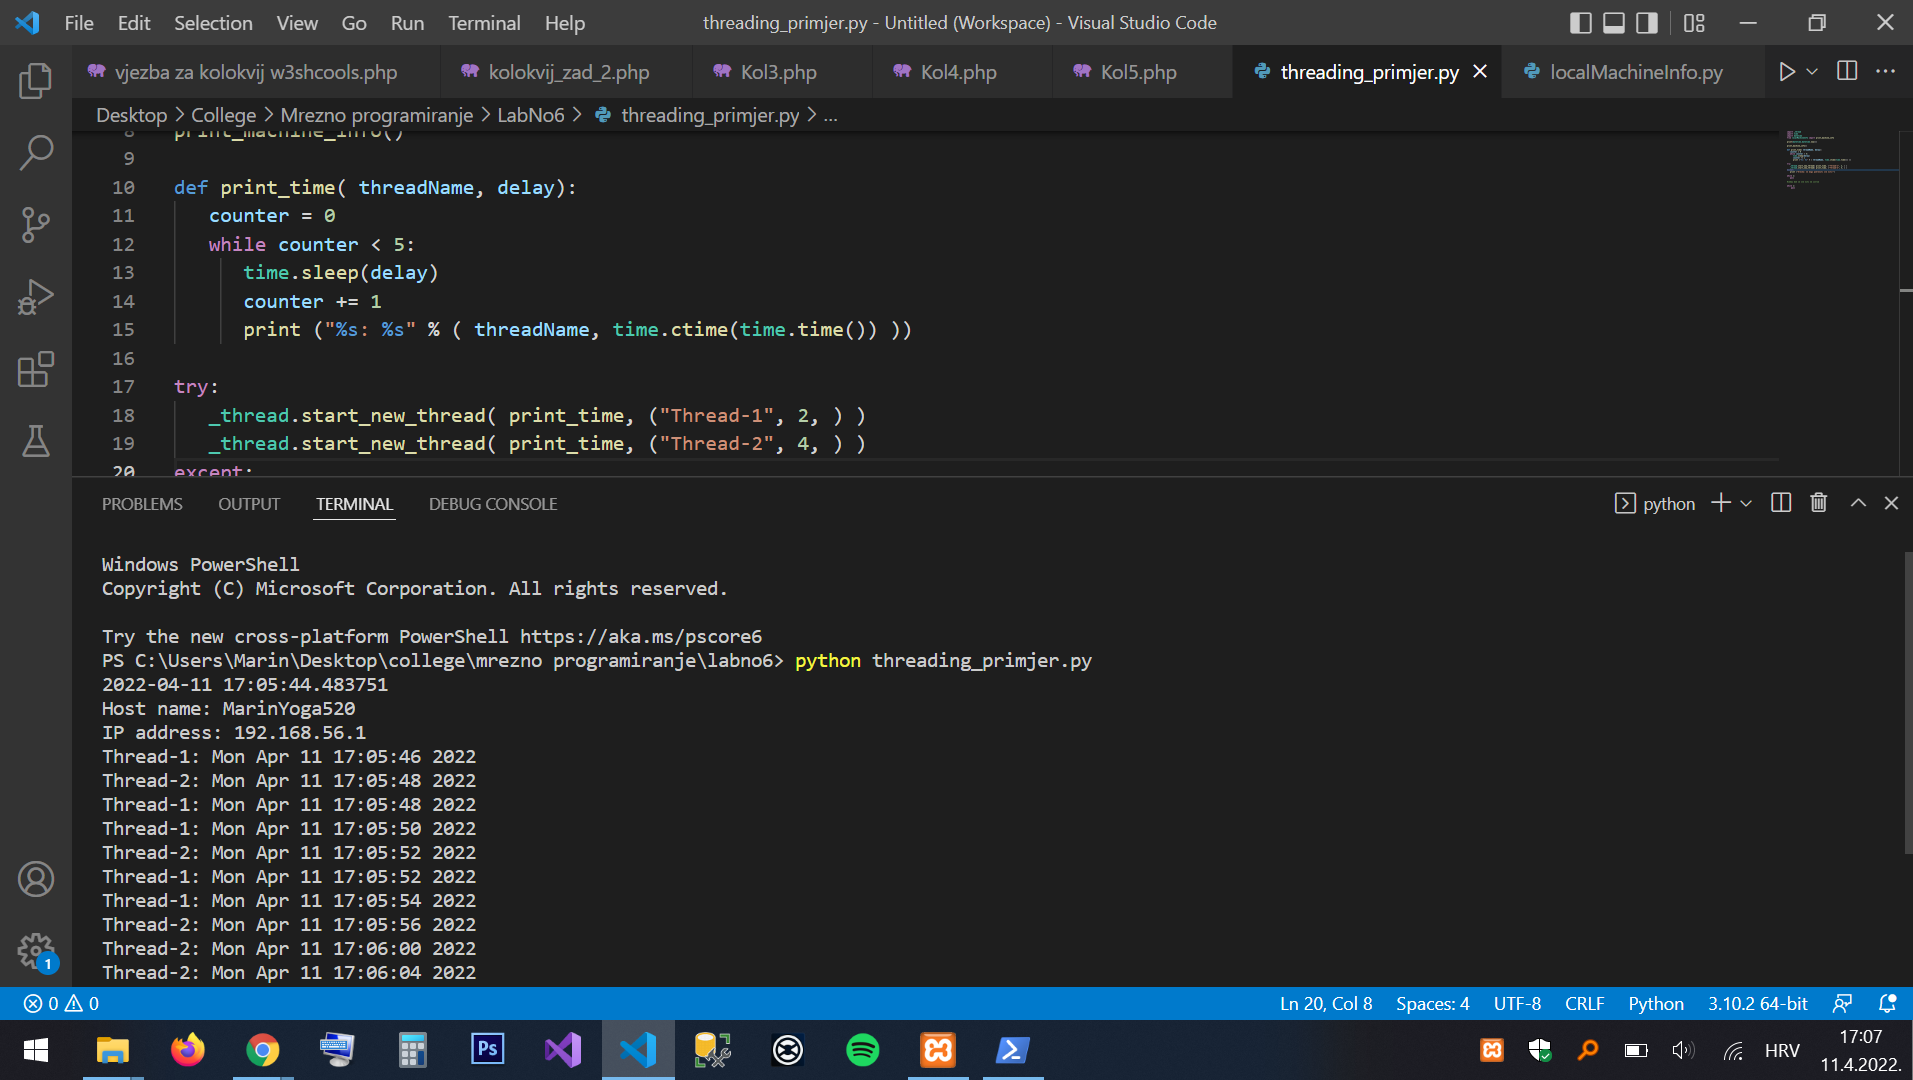 File Edit Selection View Go Run Terminal Help threading_primjer.py - Untitled (Workspace) - Visual Studio Code
vjezba za kolokvij w3shcools.php kolokvij_zad_2.php Kol3.php Kol4.php Kol5.php threading_primjer.py localMachineInfo.py
Desktop > College > Mrezno programiranje > LabNo6 > threading_primjer.py > ...
8 print_machine_info()
9
10 def print_time( threadName, delay):
11 counter = 0
12 while counter < 5:
13 time.sleep(delay)
14 counter += 1
15 print ("%s: %s" % ( threadName, time.ctime(time.time()) ))
16
17 try:
18 _thread.start_new_thread( print_time, ("Thread-1", 2, ) )
19 _thread.start_new_thread( print_time, ("Thread-2", 4, ) )
20 except:
PROBLEMS OUTPUT TERMINAL DEBUG CONSOLE python
Windows PowerShell
Copyright (C) Microsoft Corporation. All rights reserved.
Try the new cross-platform PowerShell https://aka.ms/pscore6
PS C:\Users\Marin\Desktop\college\mrezno programiranje\labno6> python threading_primjer.py
2022-04-11 17:05:44.483751
Host name: MarinYoga520
IP address: 192.168.56.1
Thread-1: Mon Apr 11 17:05:46 2022
Thread-2: Mon Apr 11 17:05:48 2022
Thread-1: Mon Apr 11 17:05:48 2022
Thread-1: Mon Apr 11 17:05:50 2022
Thread-2: Mon Apr 11 17:05:52 2022
Thread-1: Mon Apr 11 17:05:52 2022
Thread-1: Mon Apr 11 17:05:54 2022
Thread-2: Mon Apr 11 17:05:56 2022
Thread-2: Mon Apr 11 17:06:00 2022
Thread-2: Mon Apr 11 17:06:04 2022
1
0 0 Ln 20, Col 8 Spaces: 4 UTF-8 CRLF Python 3.10.2 64-bit
Ps HRV 17:07
11.4.2022.